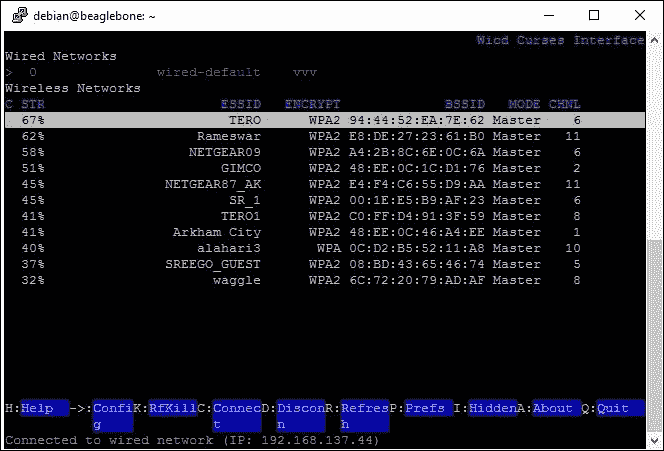 debian@beaglebone: ~
Wicd Curses Interface
Wired Networks
> 0 wired-default vvv
Wireless Networks
C STR ESSID ENCRYPT BSSID MODE CHNL
67% TERO WPA2 94:44:52:EA:7E:62 Master 6
62% Rameswar WPA2 E8:DE:27:23:61:B0 Master 11
58% NETGEAR09 WPA2 A4:2B:8C:6E:0C:6A Master 6
51% GIMCO WPA2 48:EE:0C:1C:D1:76 Master 2
45% NETGEAR87_AK WPA2 E4:F4:C6:55:D9:AA Master 11
45% SR_1 WPA2 00:1E:E5:B9:AF:23 Master 6
41% TERO1 WPA2 C0:FF:D4:91:3F:59 Master 8
41% Arkham City WPA2 48:EE:0C:46:A4:EE Master 1
40% alahari3 WPA 0C:D2:B5:52:11:A8 Master 10
37% SREEGO_GUEST WPA2 08:BD:43:65:46:74 Master 5
32% waggle WPA2 6C:72:20:79:AD:AF Master 8
H:Help ->:ConfiK:RfKillC:ConnecD:DisconR:RefresP:Prefs I:HiddenA:About Q:Quit
g t n h
Connected to wired network (IP: 192.168.137.44)